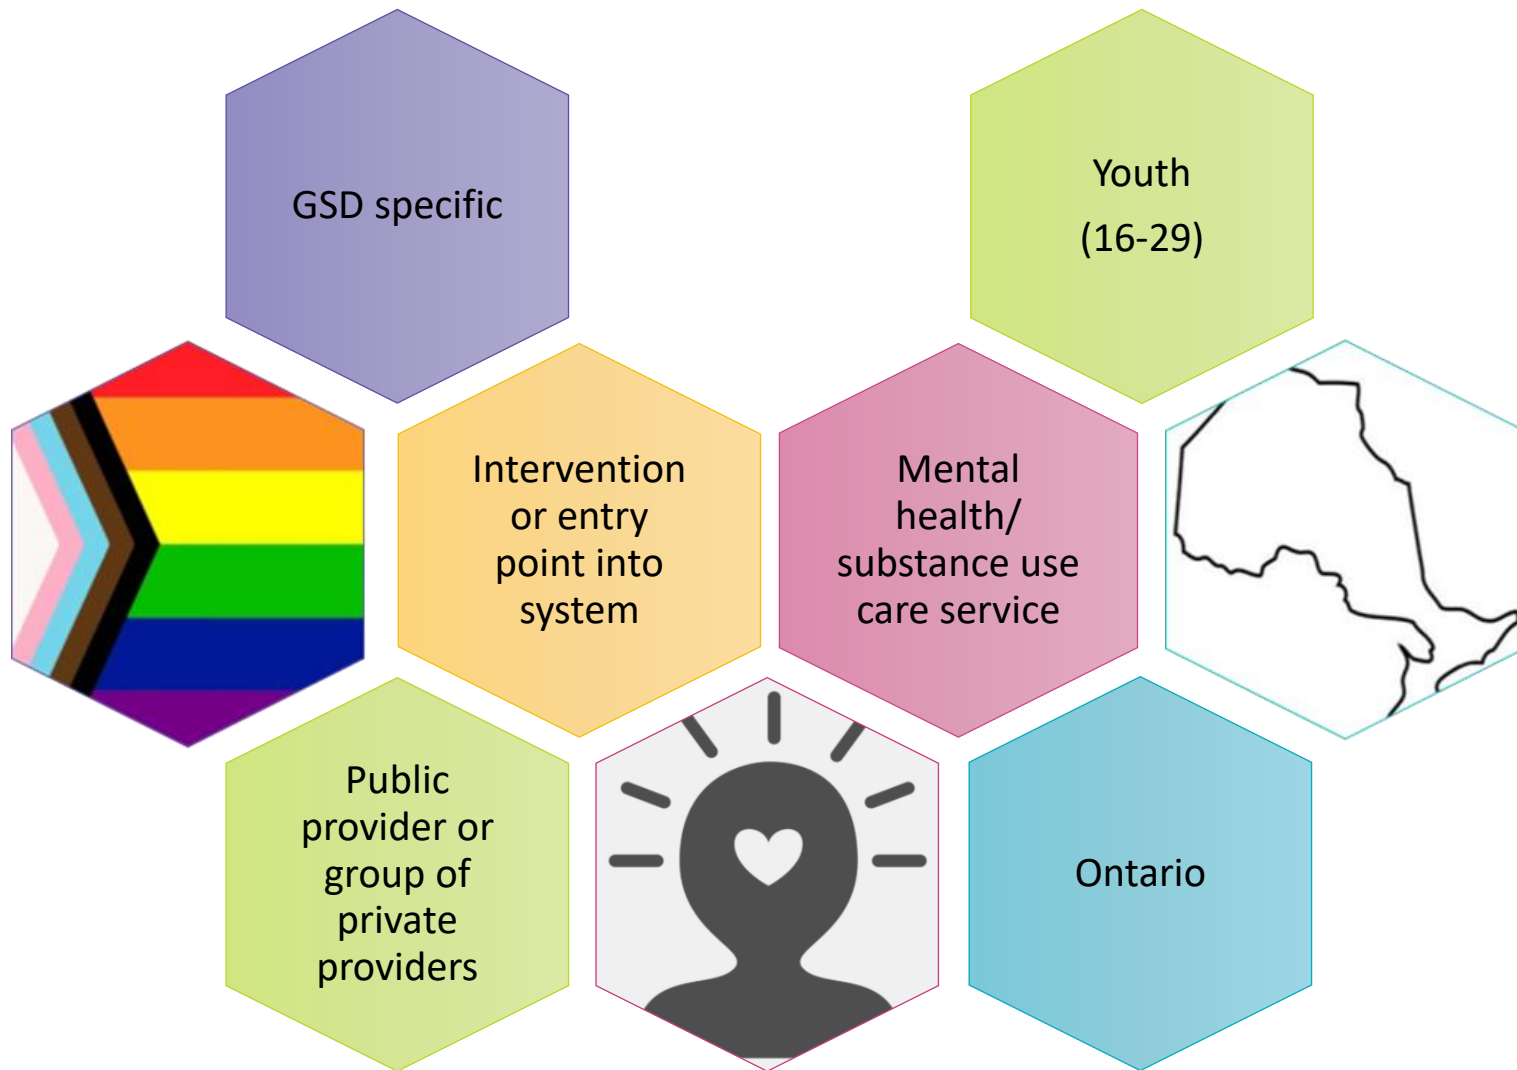 GSD specific
Youth
(16-29)
Intervention
or entry
point into
system
Mental
health/
substance use
care service
Public
provider or
group of
private
providers
Ontario